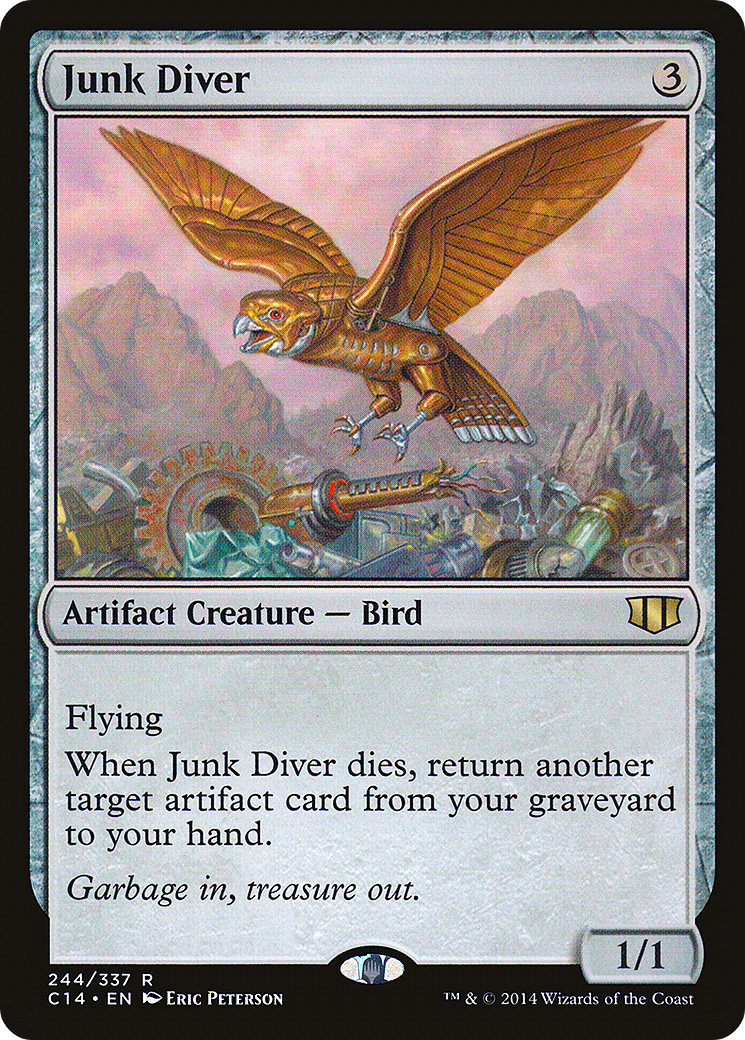 Junk Diver
3
Artifact Creature — Bird
Flying
When Junk Diver dies, return another
target artifact card from your graveyard
to your hand.
Garbage in, treasure out.
1/1
244/337 R
C14 • EN Eric Peterson
™ & © 2014 Wizards of the Coast